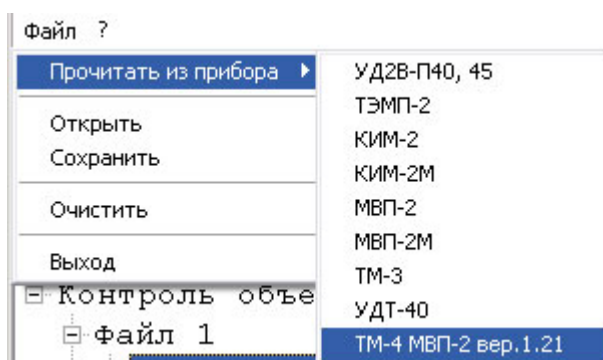 Файл ?
Прочитать из прибора
Открыть
Сохранить
Очистить
Выход
УД2В-П40, 45
ТЭМП-2
КИМ-2
КИМ-2М
МВП-2
МВП-2М
ТМ-3
УДТ-40
ТМ-4 МВП-2 вер.1.21
Контроль объе
Файл 1